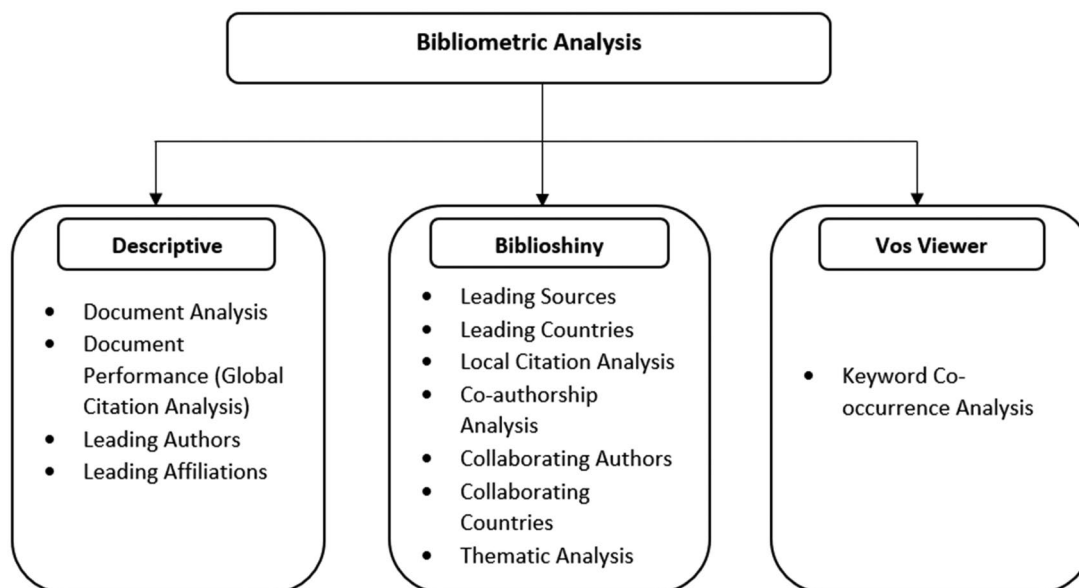 Bibliometric Analysis
Descriptive
• Document Analysis
• Document
Performance (Global
Citation Analysis)
• Leading Authors
• Leading Affiliations
Biblioshiny
• Leading Sources
• Leading Countries
• Local Citation Analysis
• Co-authorship
Analysis
• Collaborating Authors
• Collaborating
Countries
• Thematic Analysis
Vos Viewer
• Keyword Co-
occurrence Analysis